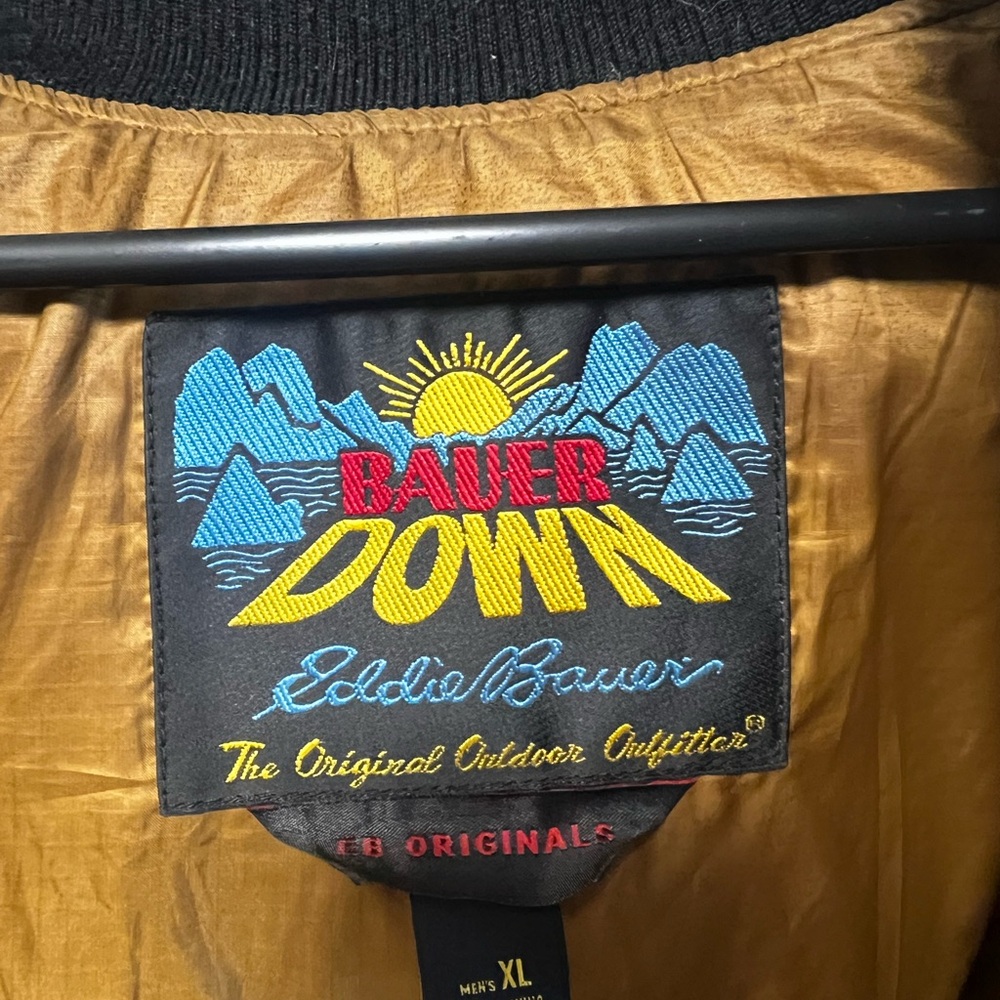 BAUER
DOWN
Eddie Bauer
The Original Outdoor Outfitter®
EB ORIGINALS
MEN'S XL